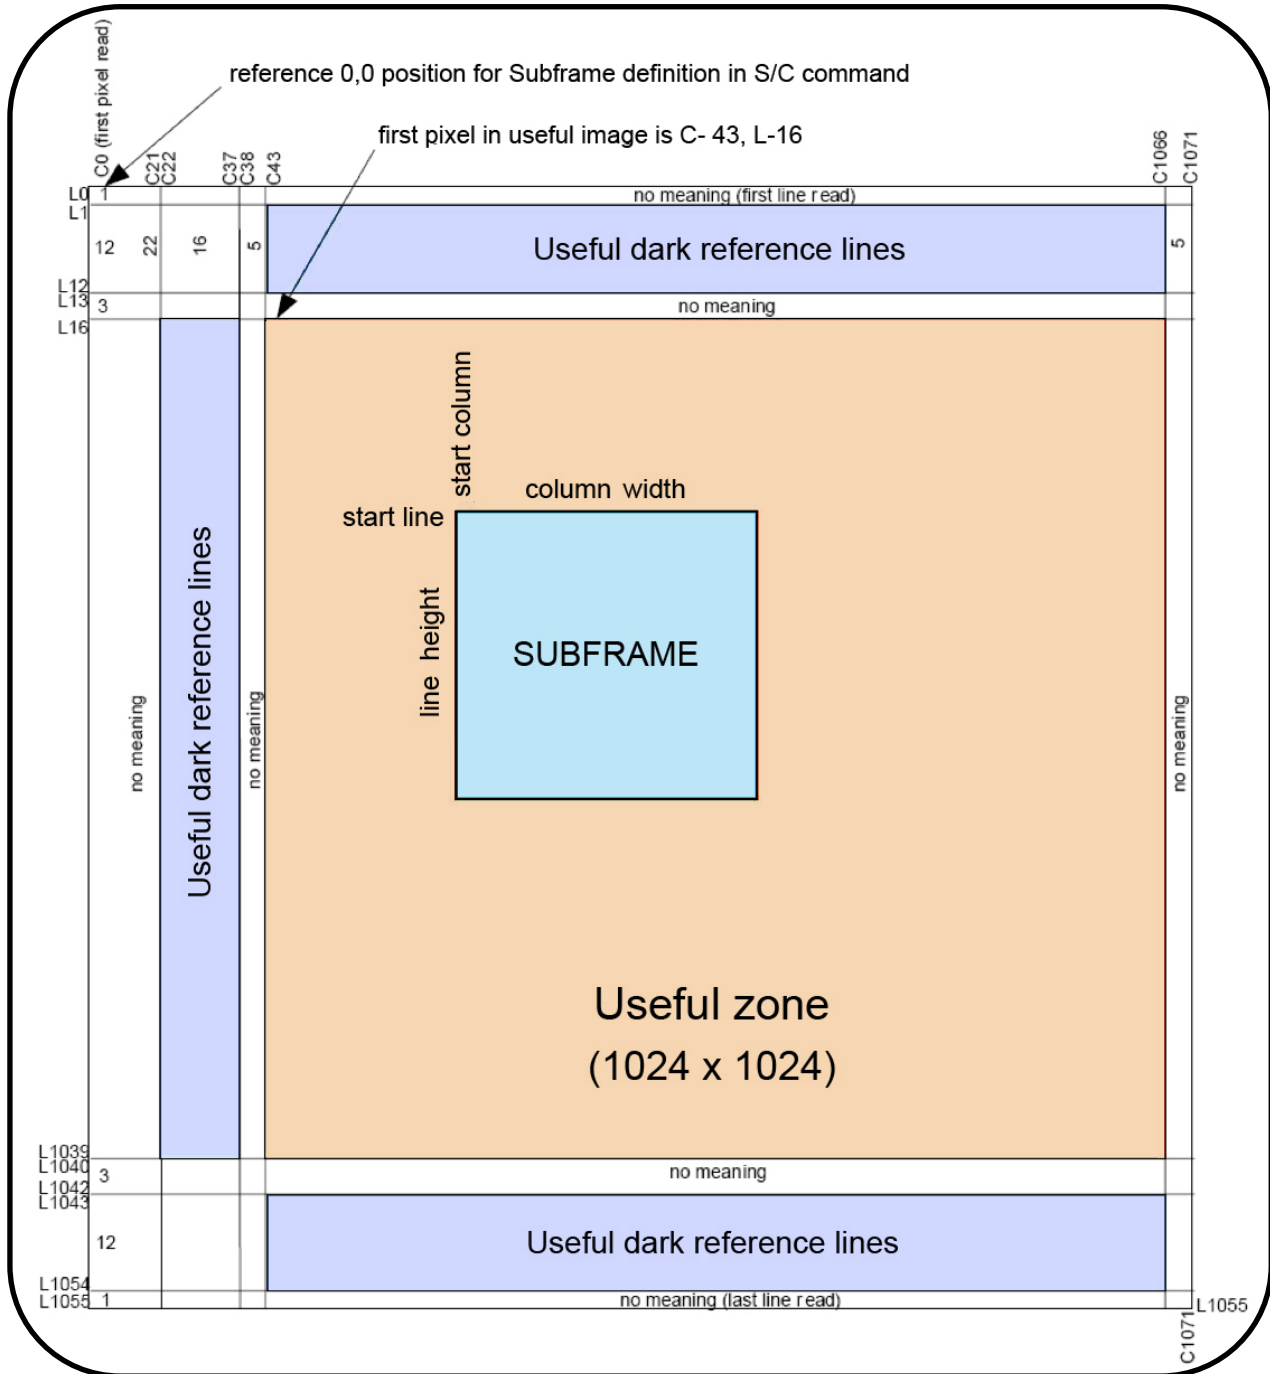 C0 (first pixel read)
reference 0,0 position for Subframe definition in S/C command
first pixel in useful image is C- 43, L-16
C21
C22
C37
C38
C43
C1066
C1071
L0
1
no meaning (first line read)
L1
12
22
16
5
Useful dark reference lines
5
L12
L13
3
no meaning
L16
start column
column width
start line
line height
SUBFRAME
Useful dark reference lines
no meaning
no meaning
no meaning
Useful zone
(1024 x 1024)
L1039
L1040
3
no meaning
L1042
L1043
12
Useful dark reference lines
L1054
L1055
1
no meaning (last line read)
L1055
C1071